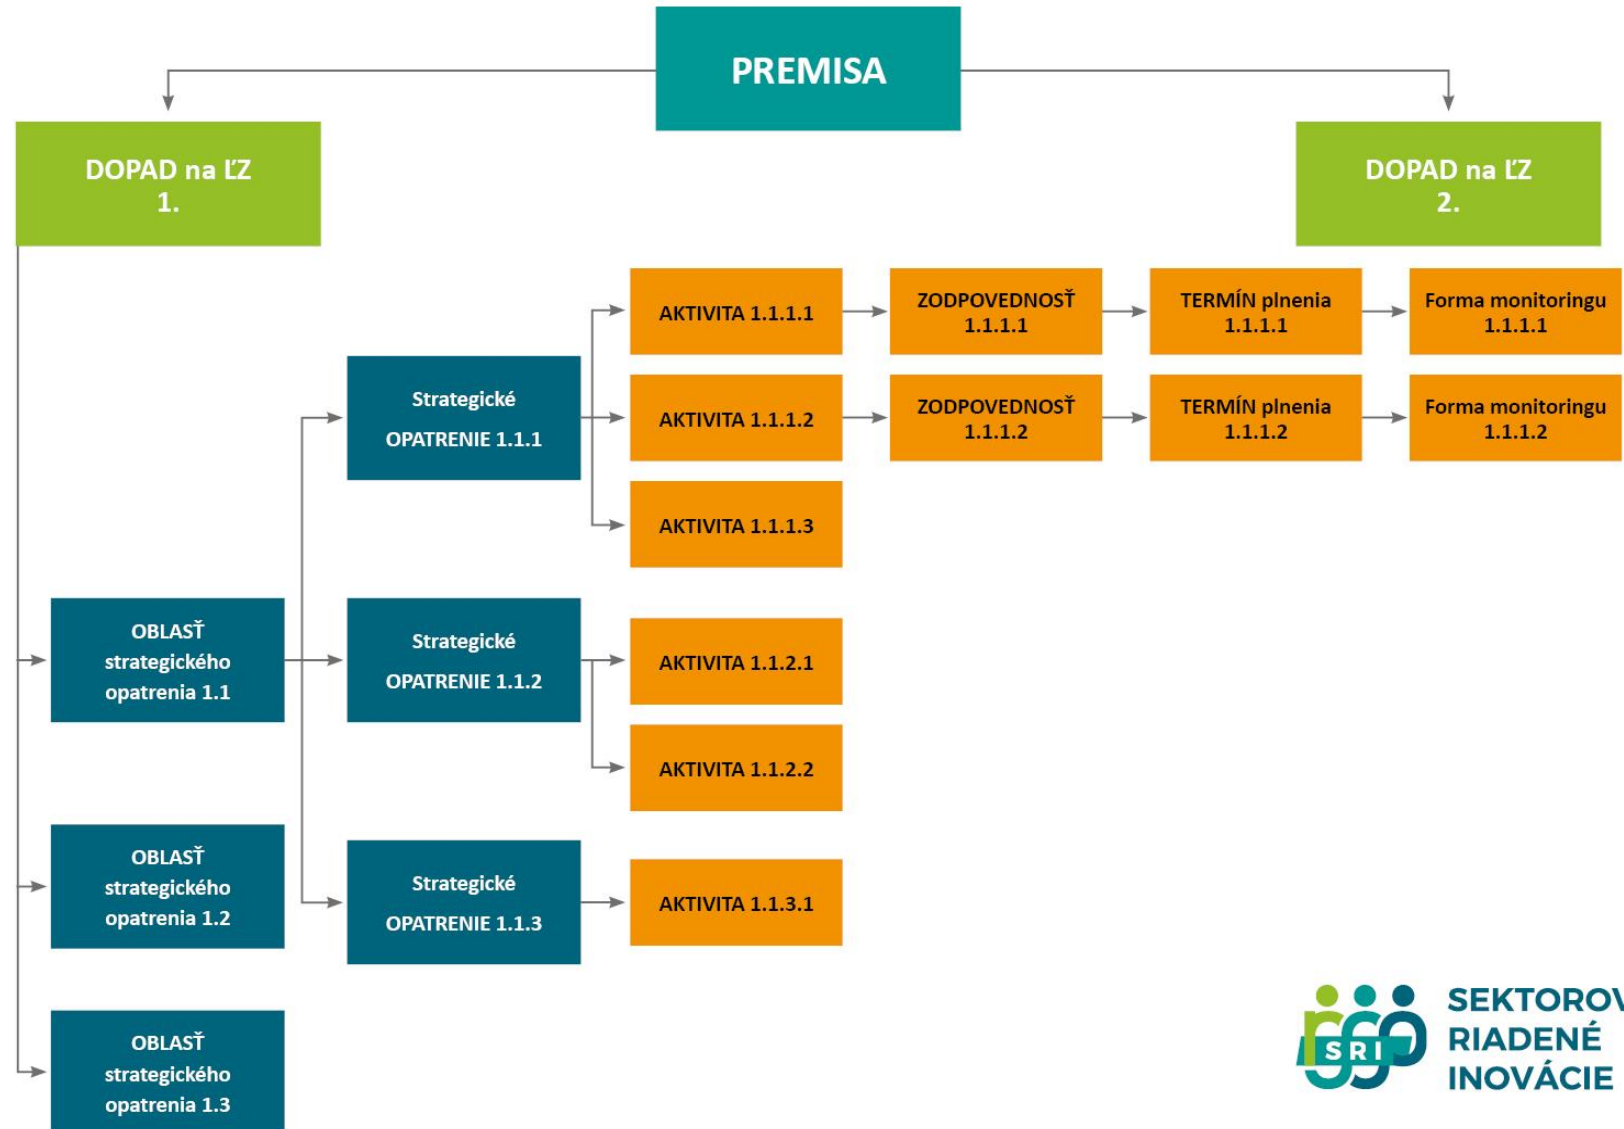 PREMISA
DOPAD na ĽZ
1.
DOPAD na ĽZ
2.
AKTIVITA 1.1.1.1
ZODPOVEDNOSŤ
1.1.1.1
TERMÍN plnenia
1.1.1.1
Forma monitoringu
1.1.1.1
Strategické
OPATRENIE 1.1.1
AKTIVITA 1.1.1.2
ZODPOVEDNOSŤ
1.1.1.2
TERMÍN plnenia
1.1.1.2
Forma monitoringu
1.1.1.2
AKTIVITA 1.1.1.3
OBLASŤ
strategického
opatrenia 1.1
Strategické
OPATRENIE 1.1.2
AKTIVITA 1.1.2.1
AKTIVITA 1.1.2.2
OBLASŤ
strategického
opatrenia 1.2
Strategické
OPATRENIE 1.1.3
AKTIVITA 1.1.3.1
OBLASŤ
strategického
opatrenia 1.3
SRI
SEKTOROV
RIADENÉ
INOVÁCIE